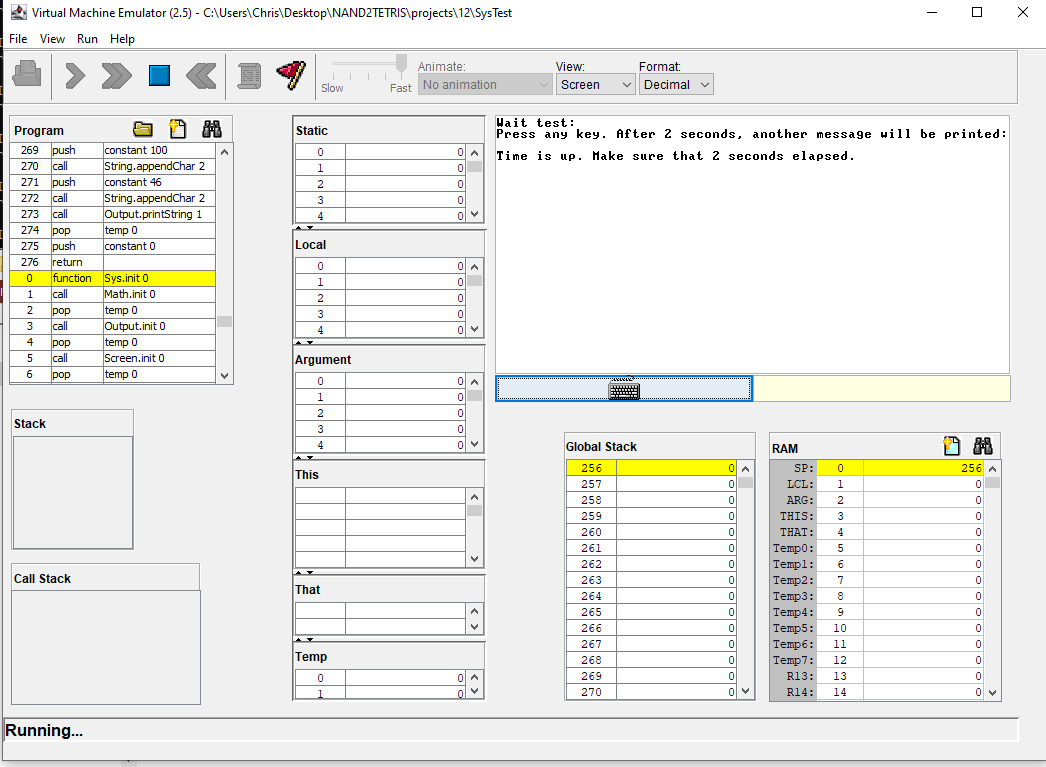 Virtual Machine Emulator (2.5) - C:\Users\Chris\Desktop\NAND2TETRIS\projects\12\SysTest
File View Run Help
Animate: View: Format:
Slow Fast No animation Screen Decimal
Program
269 push constant 100
270 call String.appendChar 2
271 push constant 46
272 call String.appendChar 2
273 call Output.printString 1
274 pop temp 0
275 push constant 0
276 return
0 function Sys.init 0
1 call Math.init 0
2 pop temp 0
3 call Output.init 0
4 pop temp 0
5 call Screen.init 0
6 pop temp 0
Stack
Call Stack
Static
0 0
1 0
2 0
3 0
4 0
Local
0 0
1 0
2 0
3 0
4 0
Argument
0 0
1 0
2 0
3 0
4 0
This
That
Temp
0 0
1 0
Wait test:
Press any key. After 2 seconds, another message will be printed:
Time is up. Make sure that 2 seconds elapsed.
Global Stack
256 0
257 0
258 0
259 0
260 0
261 0
262 0
263 0
264 0
265 0
266 0
267 0
268 0
269 0
270 0
RAM
SP: 0 256
LCL: 1 0
ARG: 2 0
THIS: 3 0
THAT: 4 0
Temp0: 5 0
Temp1: 6 0
Temp2: 7 0
Temp3: 8 0
Temp4: 9 0
Temp5: 10 0
Temp6: 11 0
Temp7: 12 0
R13: 13 0
R14: 14 0
Running...